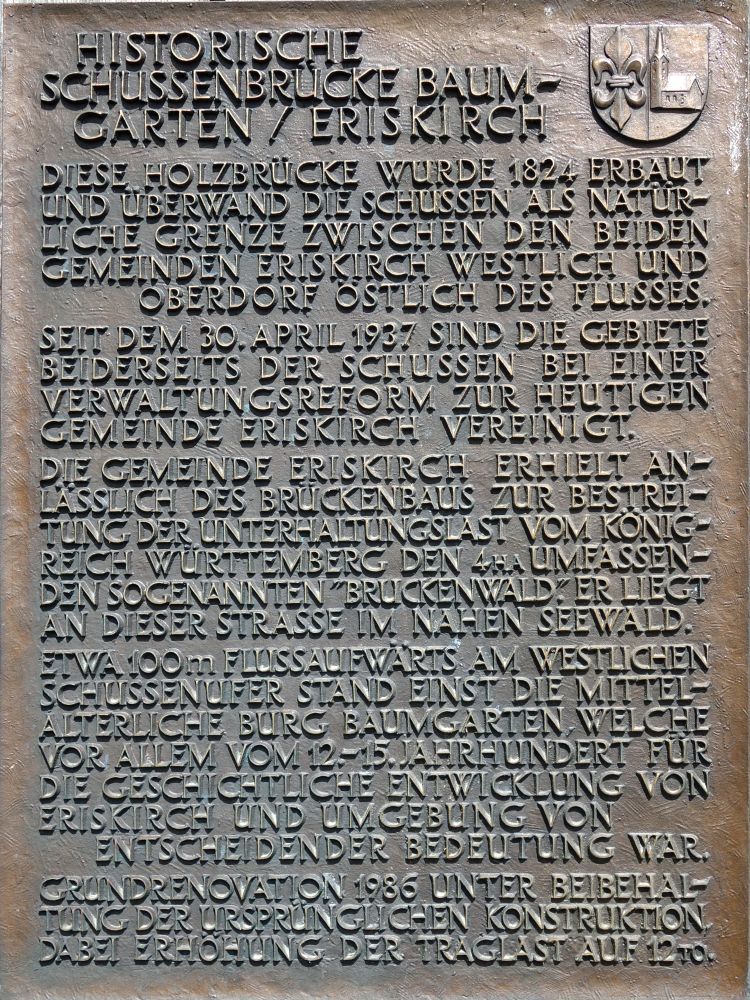 HISTORISCHE
SCHUSSENBRÜCKE BAUM-
GARTEN / ERISKIRCH
DIESE HOLZBRÜCKE WURDE 1824 ERBAUT
UND ÜBERWAND DIE SCHUSSEN ALS NATÜR-
LICHE GRENZE ZWISCHEN DEN BEIDEN
GEMEINDEN ERISKIRCH WESTLICH UND
OBERDORF ÖSTLICH DES FLUSSES.
SEIT DEM 30. APRIL 1937 SIND DIE GEBIETE
BEIDERSEITS DER SCHUSSEN BEI EINER
VERWALTUNGSREFORM ZUR HEUTIGEN
GEMEINDE ERISKIRCH VEREINIGT.
DIE GEMEINDE ERISKIRCH ERHIELT AN-
LÄSSLICH DES BRÜCKENBAUS ZUR BESTREI-
TUNG DER UNTERHALTUNGSLAST VOM KÖNIG-
REICH WÜRTTEMBERG DEN 4HA UMFASSEN-
DEN SOGENANNTEN "BRÜCKENWALD" ER LIEGT
AN DIESER STRASSE IM NAHEN SEEWALD.
ETWA 100m FLUSSAUFWÄRTS AM WESTLICHEN
SCHUSSENUFER STAND EINST DIE MITTEL-
ALTERLICHE BURG BAUMGARTEN, WELCHE
VOR ALLEM VOM 12.-15. JAHRHUNDERT FÜR
DIE GESCHICHTLICHE ENTWICKLUNG VON
ERISKIRCH UND UMGEBUNG VON
ENTSCHEIDENDER BEDEUTUNG WAR.
GRUNDRENOVATION 1986 UNTER BEIBEHAL-
TUNG DER URSPRÜNGLICHEN KONSTRUKTION,
DABEI ERHÖHUNG DER TRAGLAST AUF 12TO.